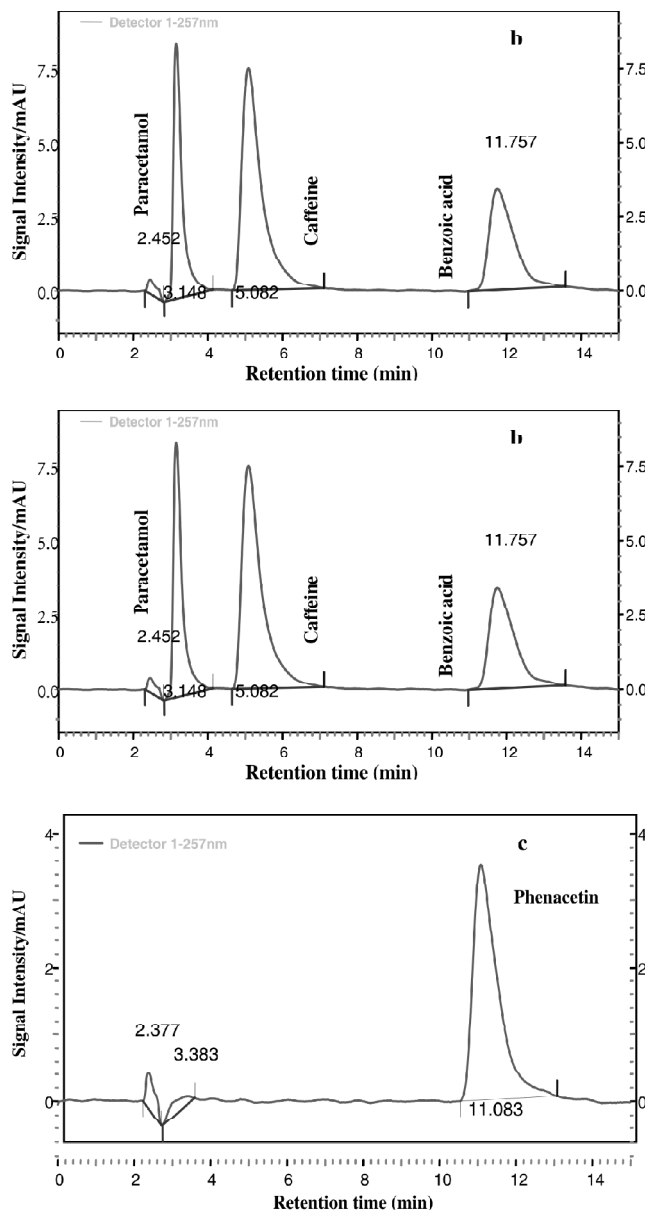 Detector 1-257nm
b
7.5
7.5
11.757
Paracetamol
5.0
5.0
Signal Intensity/mAU
Caffeine
Benzoic acid
2.452
2.5
2.5
0.0
3.148
5.082
0.0
0 2 4 6 8 10 12 14
Retention time (min)
Detector 1-257nm
b
7.5
7.5
11.757
Paracetamol
5.0
5.0
Signal Intensity/mAU
Caffeine
Benzoic acid
2.452
2.5
2.5
0.0
3.148
5.082
0.0
0 2 4 6 8 10 12 14
Retention time (min)
4
4
Detector 1-257nm
c
Phenacetin
Signal Intensity/mAU
2
2
2.377
3.383
0
11.083
0
0 2 4 6 8 10 12 14
Retention time (min)